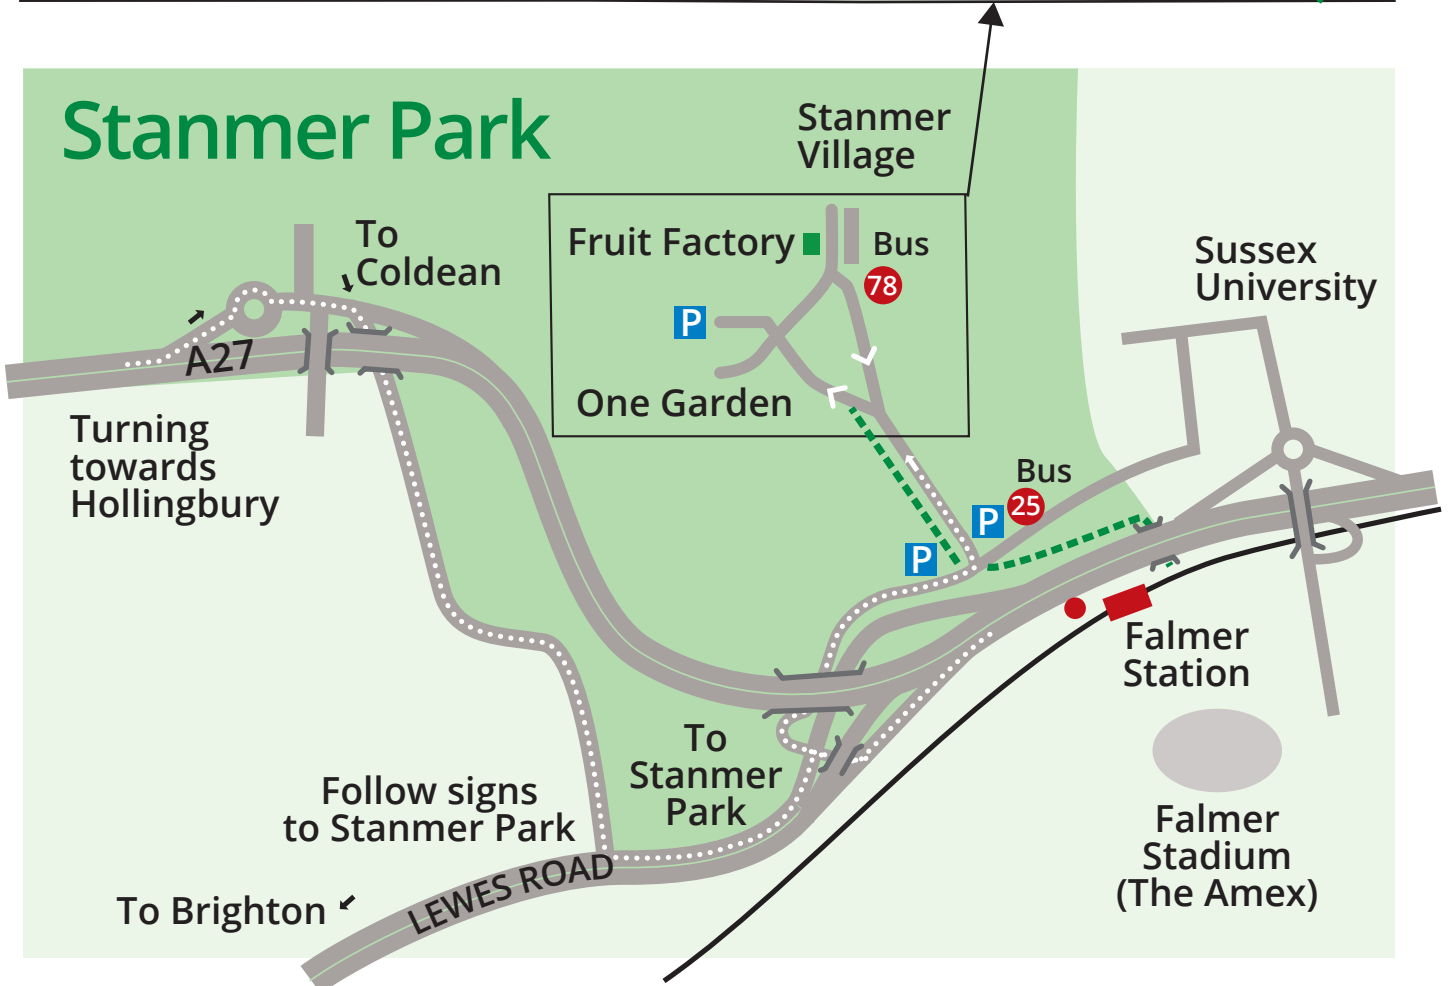 Stanmer Park
Stanmer
Village
To
Coldean
Fruit Factory
Bus
78
Sussex
University
P
A27
One Garden
Turning
towards
Hollingbury
Bus
25
P
P
Falmer
Station
To
Stanmer
Park
Follow signs
to Stanmer Park
Falmer
Stadium
(The Amex)
LEWES ROAD
To Brighton